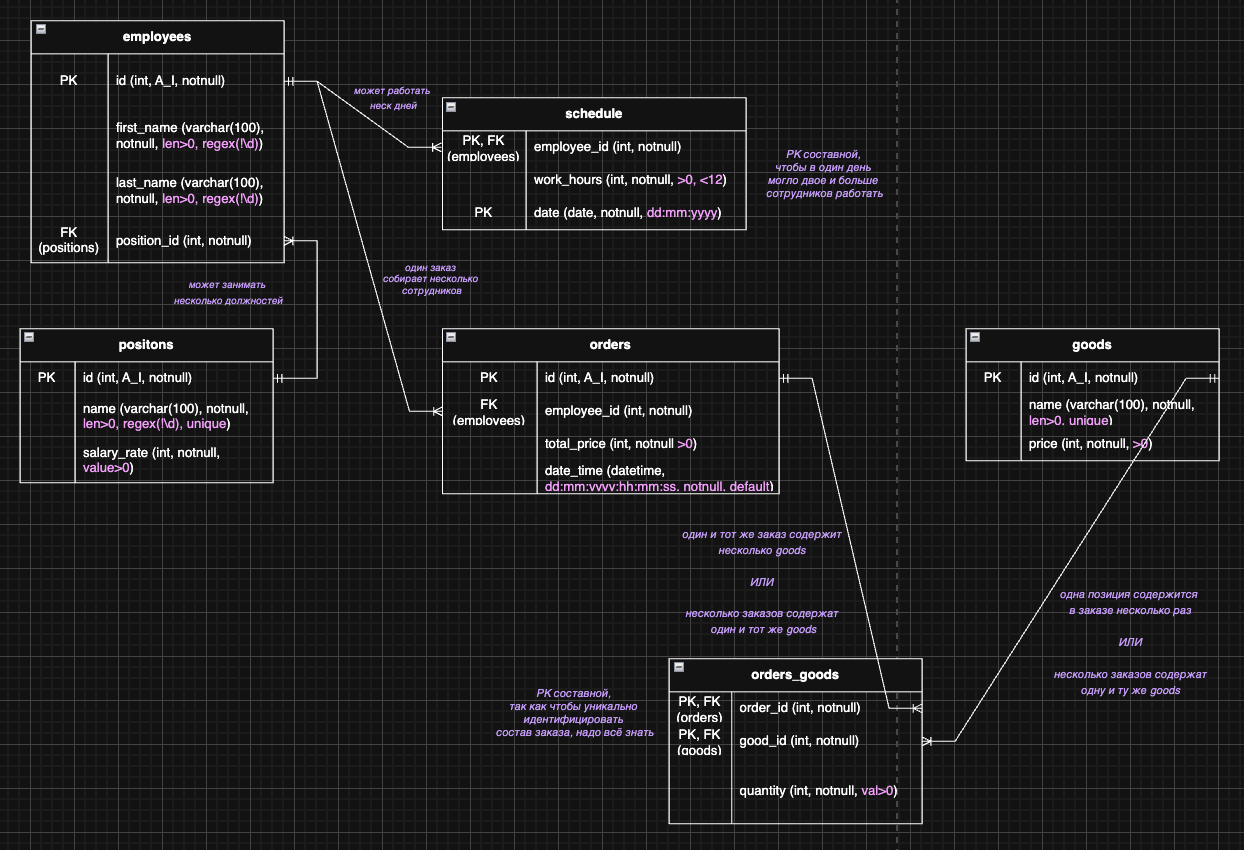 employees
PK
id (int, A_I, notnull)
first_name (varchar(100),
notnull, len>0, regex(!\d))
last_name (varchar(100),
notnull, len>0, regex(!\d))
FK
(positions)
position_id (int, notnull)
может работать
неск дней
schedule
PK, FK
(employees)
employee_id (int, notnull)
work_hours (int, notnull, >0, <12)
PK
date (date, notnull, dd:mm:yyyy)
PK составной,
чтобы в один день
могло двое и больше
сотрудников работать
может занимать
несколько должностей
один заказ
собирает несколько
сотрудников
positons
PK
id (int, A_I, notnull)
name (varchar(100), notnull,
len>0, regex(!\d), unique)
salary_rate (int, notnull,
value>0)
orders
PK
id (int, A_I, notnull)
FK
(employees)
employee_id (int, notnull)
total_price (int, notnull >0)
date_time (datetime,
dd:mm:yyyy:hh:mm:ss, notnull, default)
goods
PK
id (int, A_I, notnull)
name (varchar(100), notnull,
len>0, unique)
price (int, notnull, >0)
один и тот же заказ содержит
несколько goods
ИЛИ
несколько заказов содержат
один и тот же goods
одна позиция содержится
в заказе несколько раз
ИЛИ
несколько заказов содержат
одну и ту же goods
PK составной,
так как чтобы уникально
идентифицировать
состав заказа, надо всё знать
orders_goods
PK, FK
(orders)
order_id (int, notnull)
PK, FK
(goods)
good_id (int, notnull)
quantity (int, notnull, val>0)